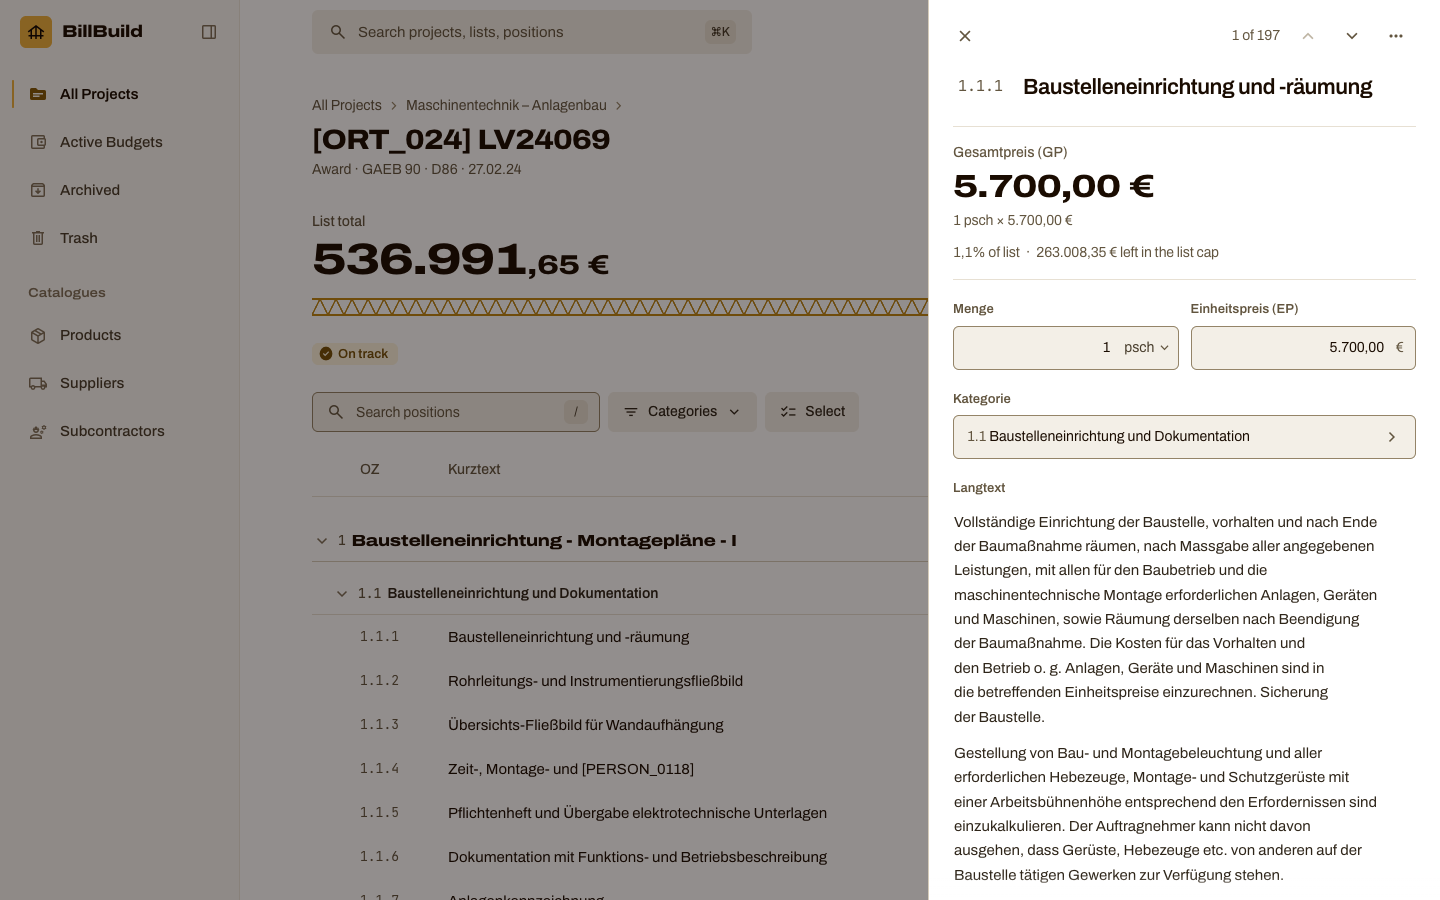 BillBuild
All Projects
Active Budgets
Archived
Trash
Catalogues
Products
Suppliers
Subcontractors
Search projects, lists, positions ⌘K
All Projects > Maschinentechnik – Anlagenbau >
[ORT_024] LV24069
Award · GAEB 90 · D86 · 27.02.24
List total
536.991,65 €
On track
Search positions /
Categories
Select
OZ Kurztext
1 Baustelleneinrichtung - Montagepläne - I
1.1 Baustelleneinrichtung und Dokumentation
1.1.1 Baustelleneinrichtung und -räumung
1.1.2 Rohrleitungs- und Instrumentierungsfließbild
1.1.3 Übersichts-Fließbild für Wandaufhängung
1.1.4 Zeit-, Montage- und [PERSON_0118]
1.1.5 Pflichtenheft und Übergabe elektrotechnische Unterlagen
1.1.6 Dokumentation mit Funktions- und Betriebsbeschreibung
1.1.7 Anlagenkennzeichnung
1 of 197
1.1.1 Baustelleneinrichtung und -räumung
Gesamtpreis (GP)
5.700,00 €
1 psch × 5.700,00 €
1,1% of list · 263.008,35 € left in the list cap
Menge Einheitspreis (EP)
1 psch 5.700,00 €
Kategorie
1.1 Baustelleneinrichtung und Dokumentation
Langtext
Vollständige Einrichtung der Baustelle, vorhalten und nach Ende
der Baumaßnahme räumen, nach Massgabe aller angegebenen
Leistungen, mit allen für den Baubetrieb und die
maschinentechnische Montage erforderlichen Anlagen, Geräten
und Maschinen, sowie Räumung derselben nach Beendigung
der Baumaßnahme. Die Kosten für das Vorhalten und
den Betrieb o. g. Anlagen, Geräte und Maschinen sind in
die betreffenden Einheitspreise einzurechnen. Sicherung
der Baustelle.
Gestellung von Bau- und Montagebeleuchtung und aller
erforderlichen Hebezeuge, Montage- und Schutzgerüste mit
einer Arbeitsbühnenhöhe entsprechend den Erfordernissen sind
einzukalkulieren. Der Auftragnehmer kann nicht davon
ausgehen, dass Gerüste, Hebezeuge etc. von anderen auf der
Baustelle tätigen Gewerken zur Verfügung stehen.